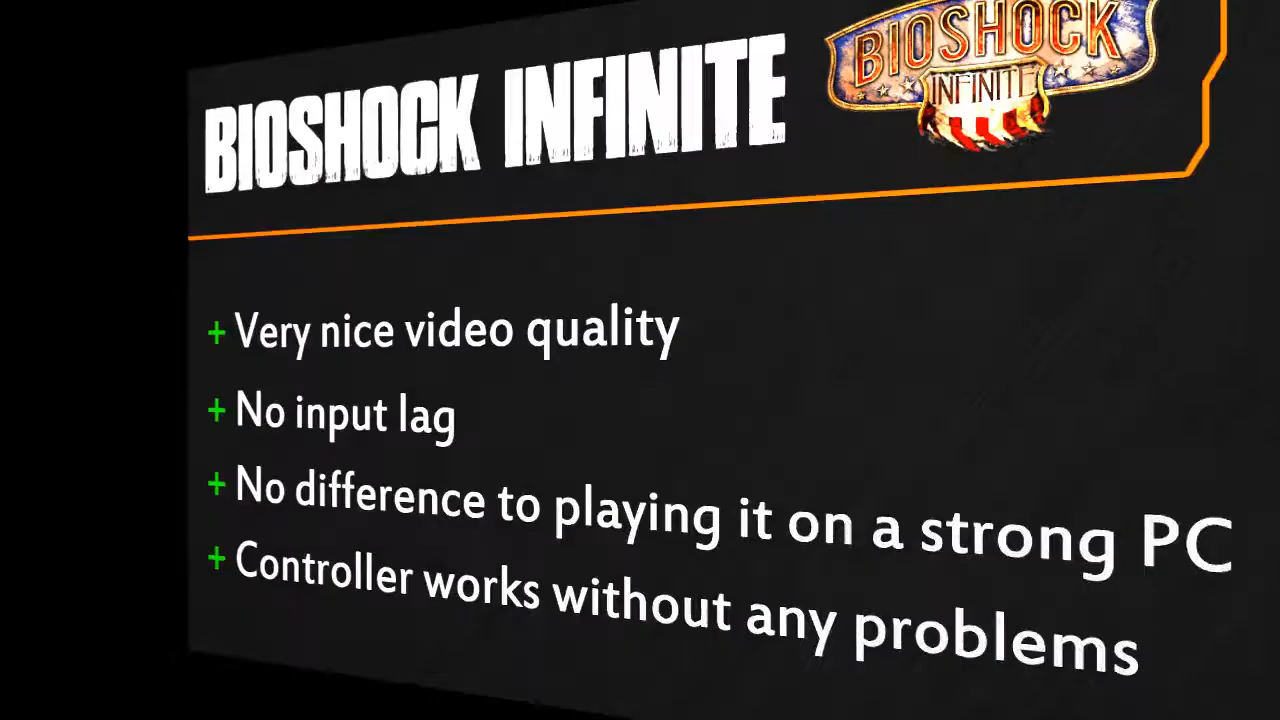 BIOSHOCK INFINITE
BIOSHOCK
INFINITE
+ Very nice video quality
+ No input lag
+ No difference to playing it on a strong PC
+ Controller works without any problems